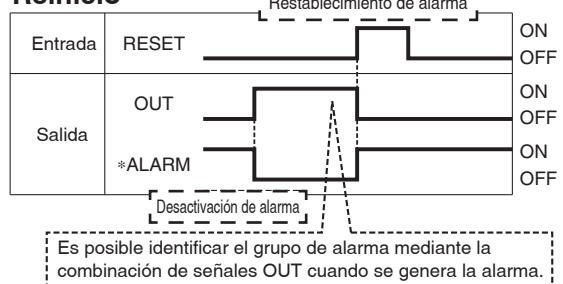 Reinicio
Restablecimiento de alarma
Entrada RESET ON
OFF
Salida OUT ON
OFF
*ALARM ON
OFF
Desactivación de alarma
Es posible identificar el grupo de alarma mediante la
combinación de señales OUT cuando se genera la alarma.